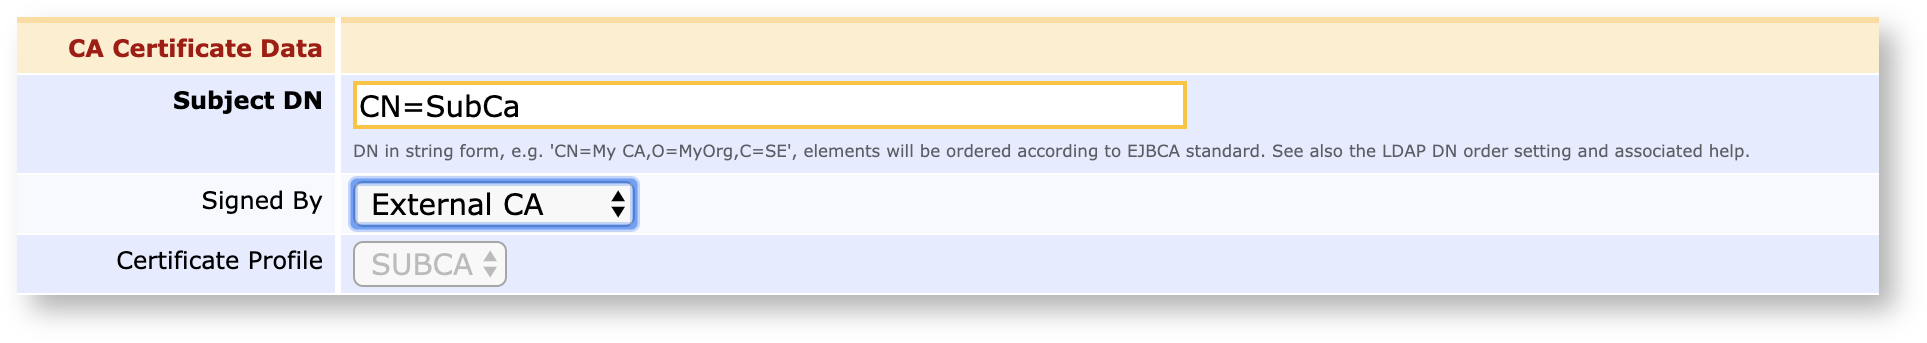 CA Certificate Data
Subject DN
CN=SubCa
DN in string form, e.g. 'CN=My CA,O=MyOrg,C=SE', elements will be ordered according to EJBCA standard. See also the LDAP DN order setting and associated help.
Signed By
External CA
Certificate Profile
SUBCA